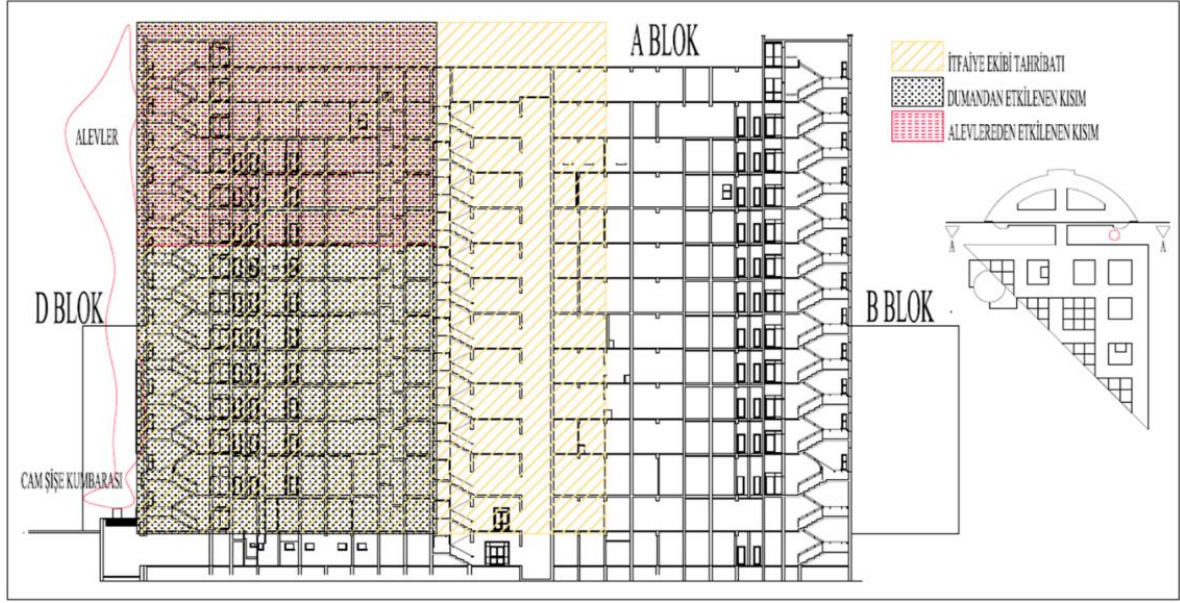 A BLOK
İTFAİYE EKİBİ TAHRİBATI
DUMANDAN ETKİLENEN KISIM
ALEVLEREDEN ETKİLENEN KISIM
ALEVLER
A
A
D BLOK
B BLOK
CAM ŞİŞE KUMBARASI